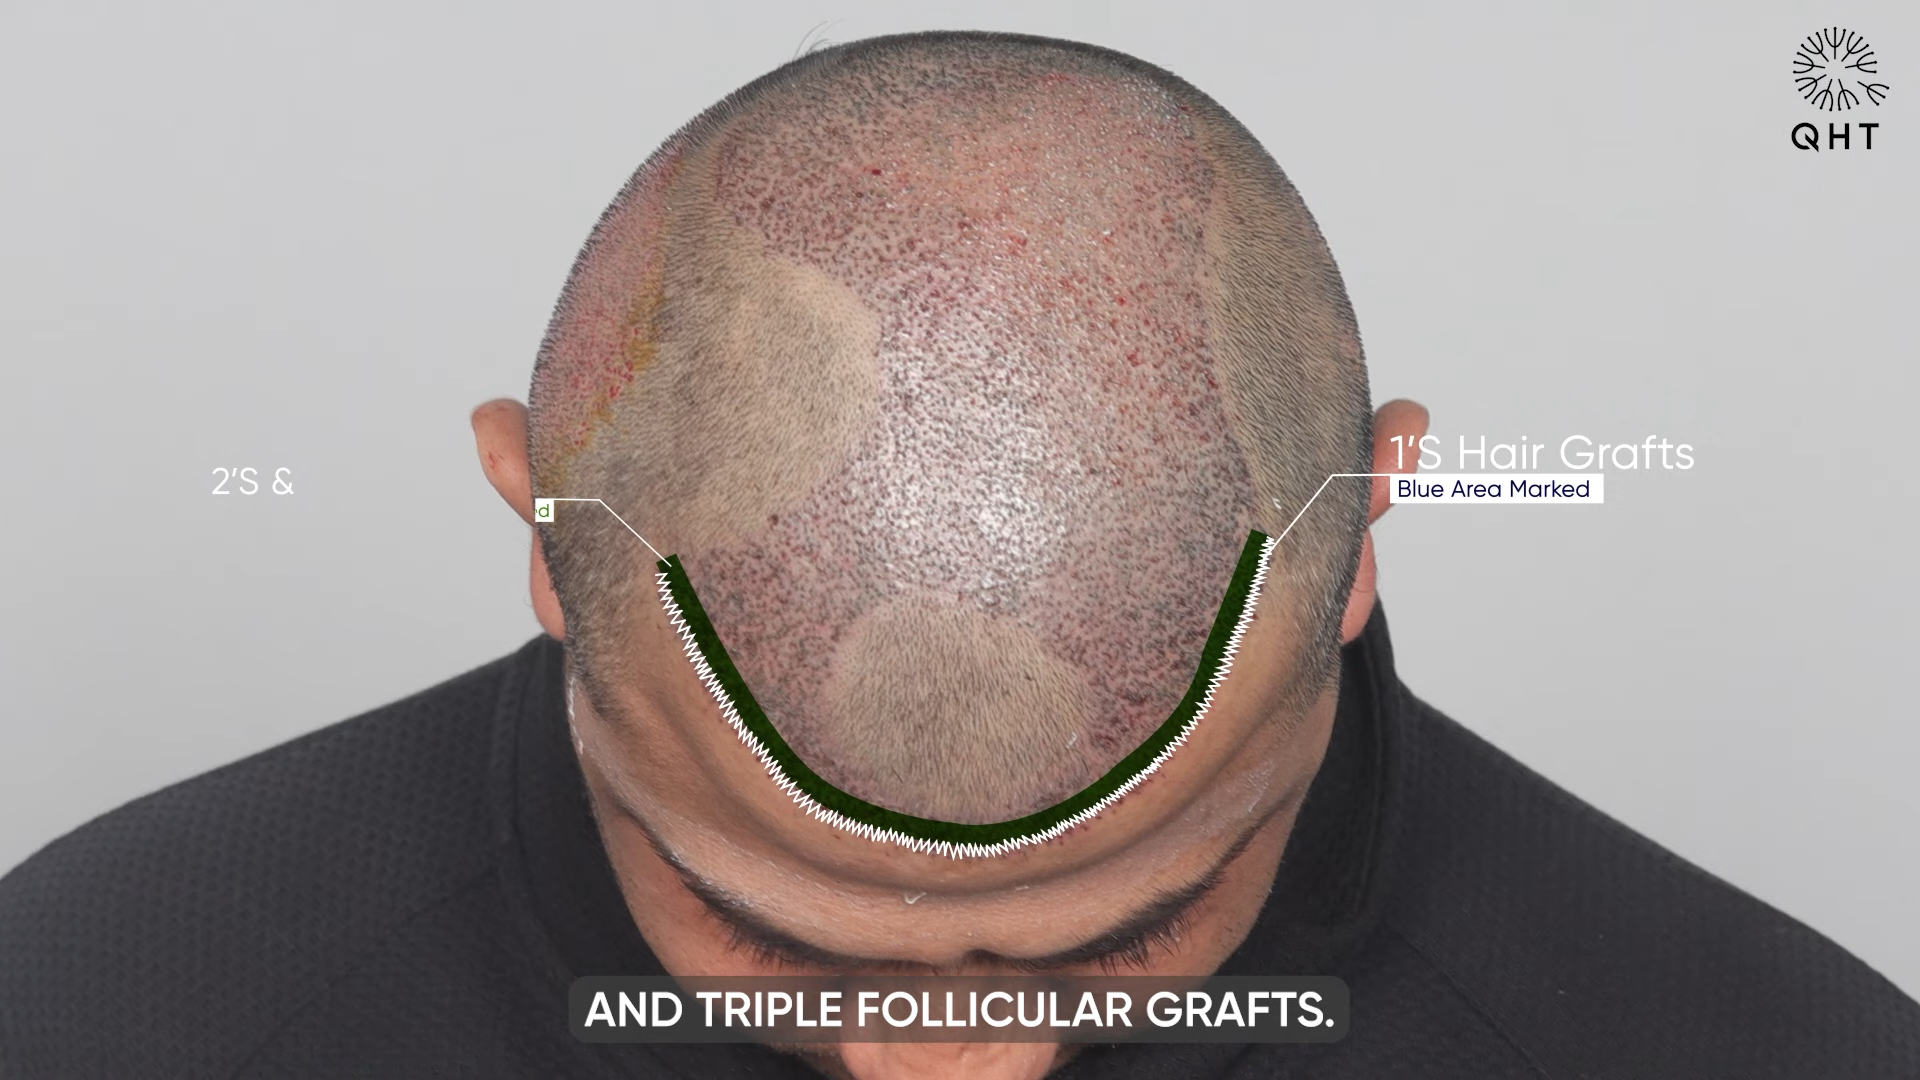 QHT
1'S Hair Grafts
Blue Area Marked
2'S &
d
AND TRIPLE FOLLICULAR GRAFTS.